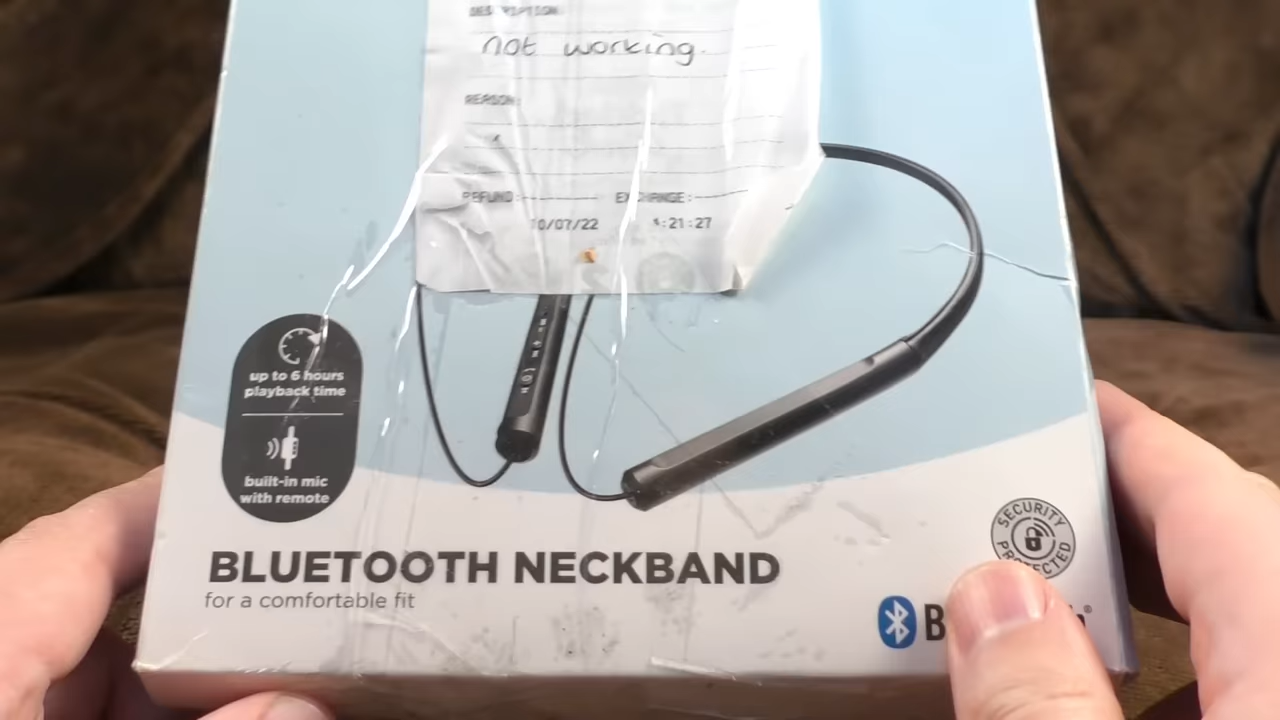 DESCRIPTION:
not working.
REASON:
REFUND: EXCHANGE:
10/07/22 :21:27
up to 6 hours
playback time
built-in mic
with remote
BLUETOOTH NECKBAND
for a comfortable fit
SECURITY
PROTECTED